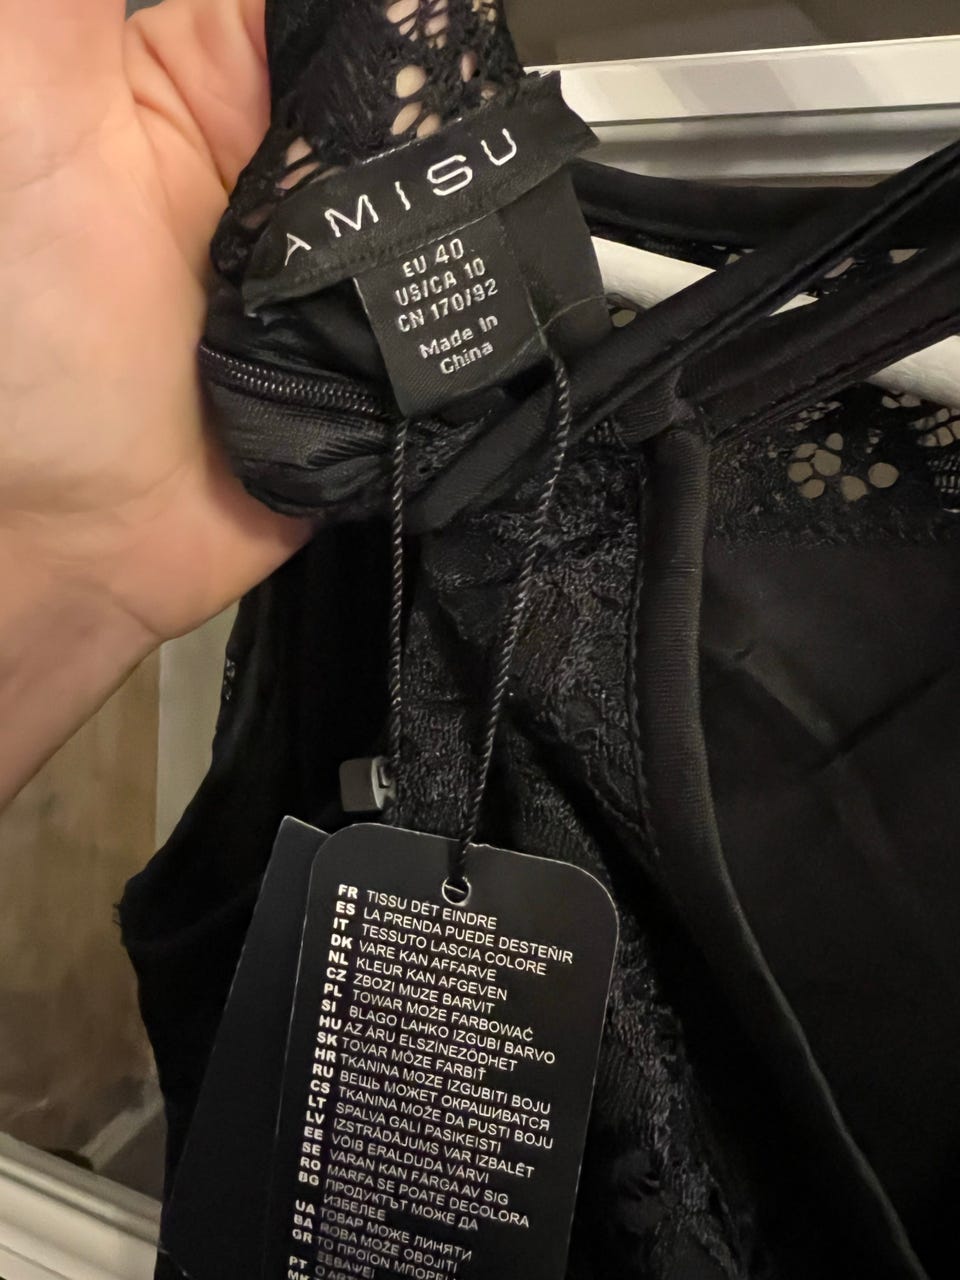 AMISU
EU 40
US/CA 10
CN 170/92
Made In
China
FR TISSU DÉT EINDRE
ES LA PRENDA PUEDE DESTEÑIR
IT TESSUTO LASCIA COLORE
DK VARE KAN AFFARVE
NL KLEUR KAN AFGEVEN
CZ ZBOZI MUZE BARVIT
PL TOWAR MOŻE FARBOWAĆ
SI BLAGO LAHKO IZGUBI BARVO
HU AZ ÁRU ELSZÍNEZŐDHET
SK TOVAR MÔZE FARBIŤ
HR TKANINA MOZE IZGUBITI BOJU
RU ВЕЩЬ МОЖЕТ ОКРАШИВАТСЯ
CS TKANINA MOŽE DA PUSTI BOJU
LT SPALVA GALI PASIKEISTI
LV IZSTRĀDĀJUMS VAR IZBALĒT
EE VÕIB ERALDUDA VÄRVI
SE VARAN KAN FÄRGA AV SIG
RO MARFA SE POATE DECOLORA
BG ПРОДУКТЪТ МОЖЕ ДА
ИЗБЕЛЕЕ
UA ТОВАР МОЖЕ ЛИНЯТИ
BA ROBA MOŽE OBOJITI
GR ΤΟ ΠΡΟΪΟΝ
PT
MK